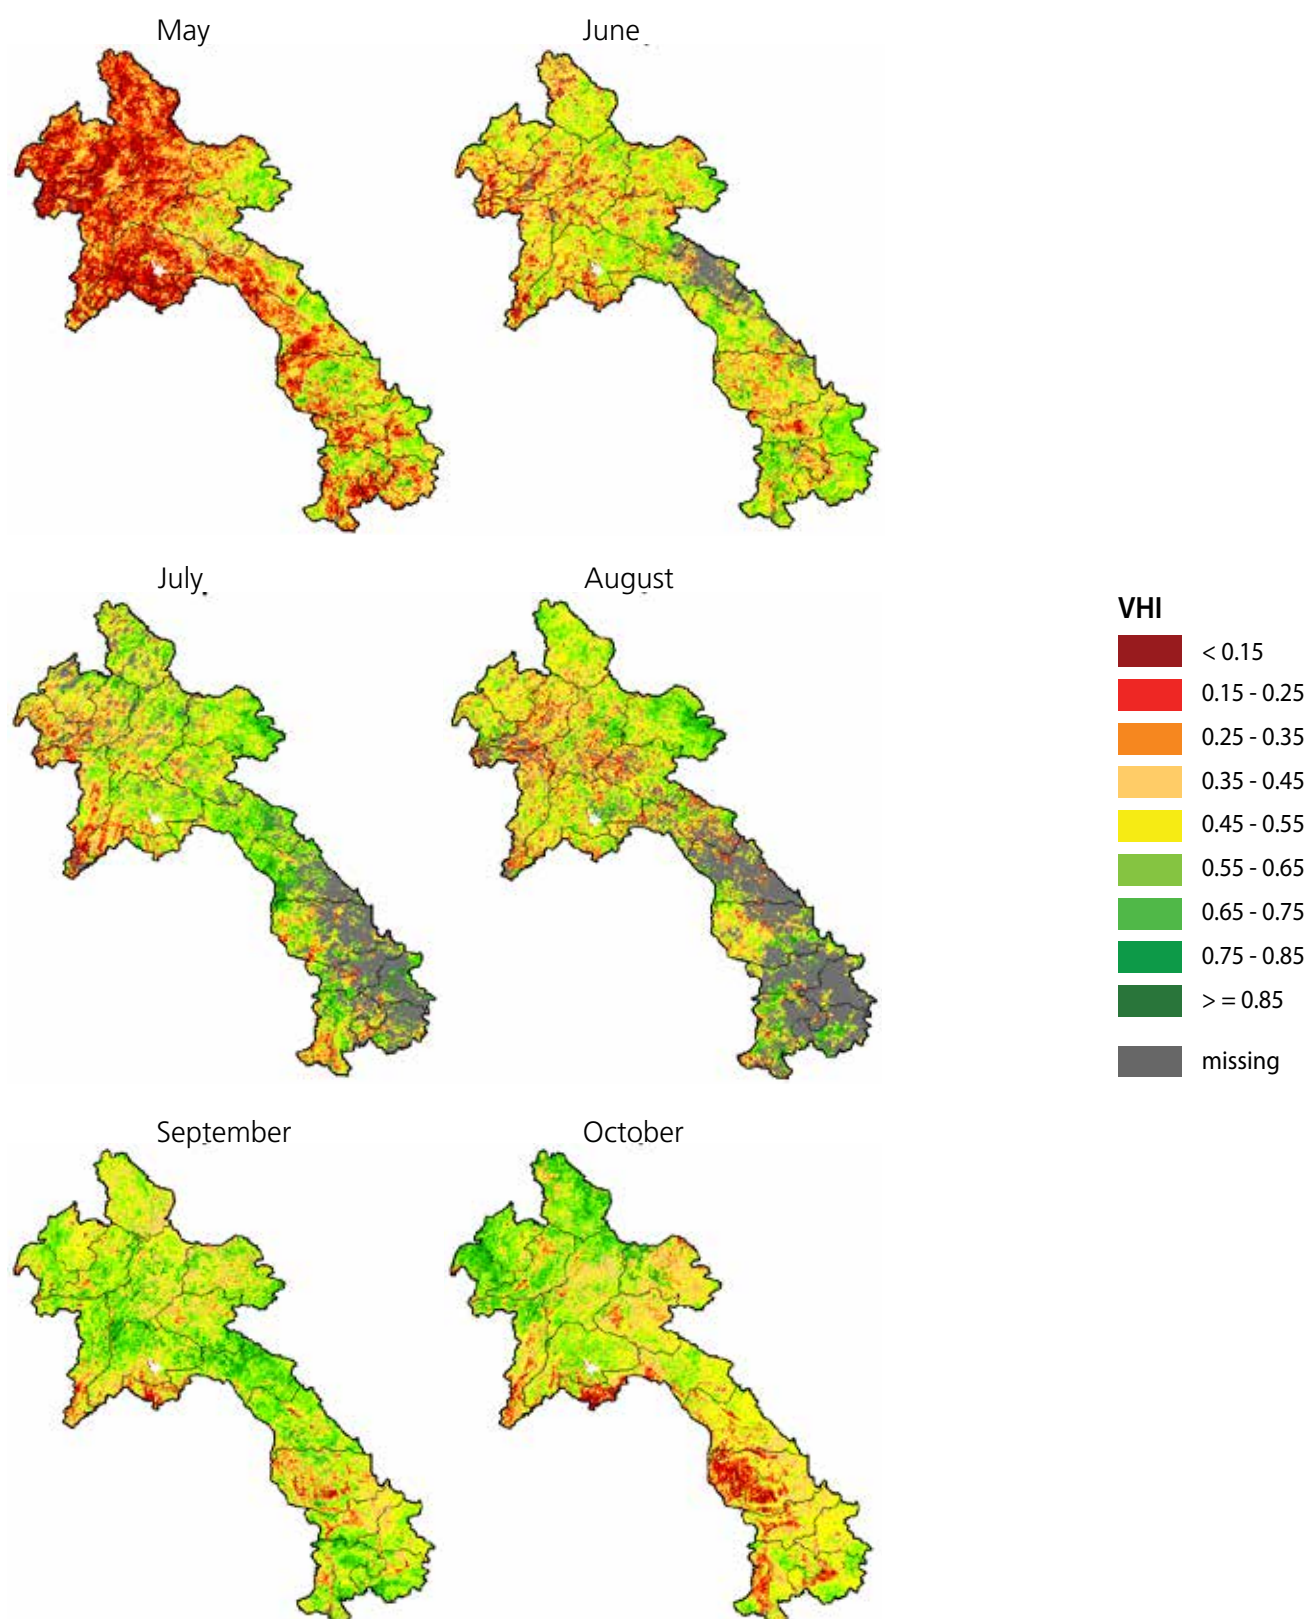 May
June
July
August
VHI
< 0.15
0.15 - 0.25
0.25 - 0.35
0.35 - 0.45
0.45 - 0.55
0.55 - 0.65
0.65 - 0.75
0.75 - 0.85
> = 0.85
missing
September
October